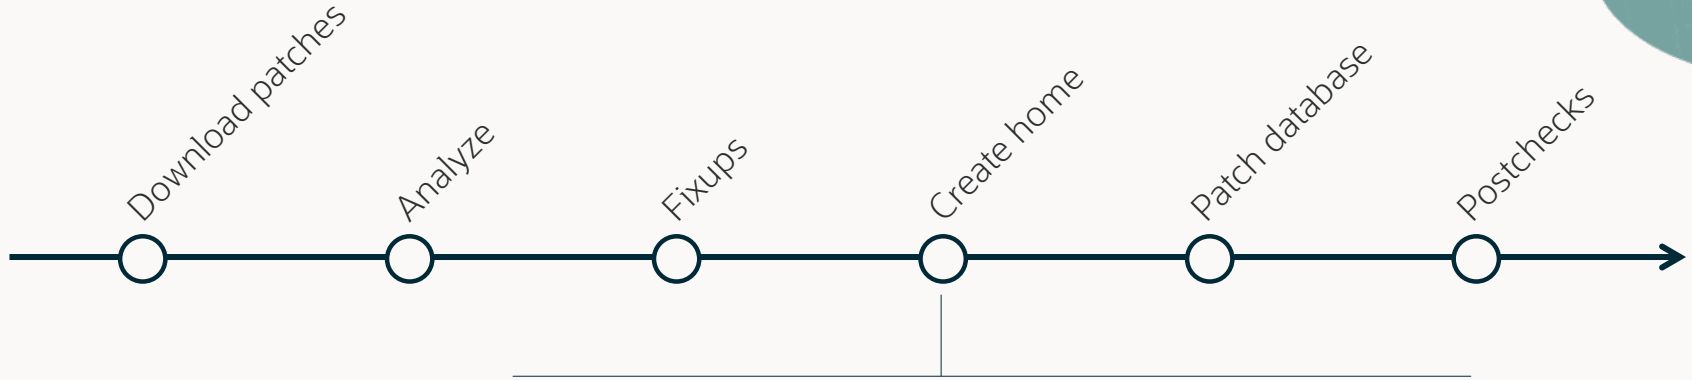 Download patches
Analyze
Fixups
Create home
Patch database
Postchecks